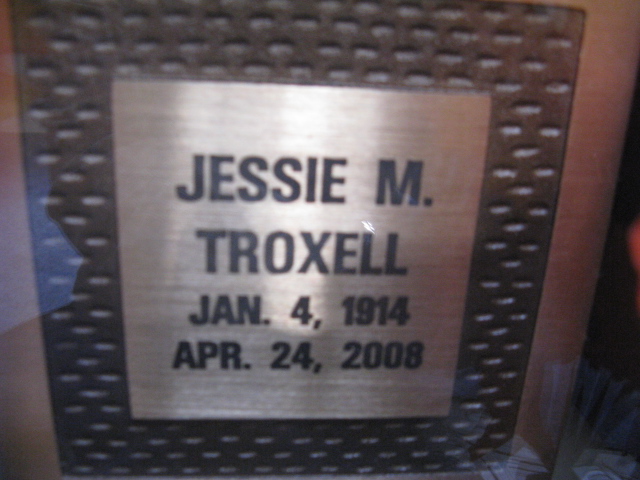 JESSIE M.
TROXELL
JAN. 4, 1914
APR. 24, 2008